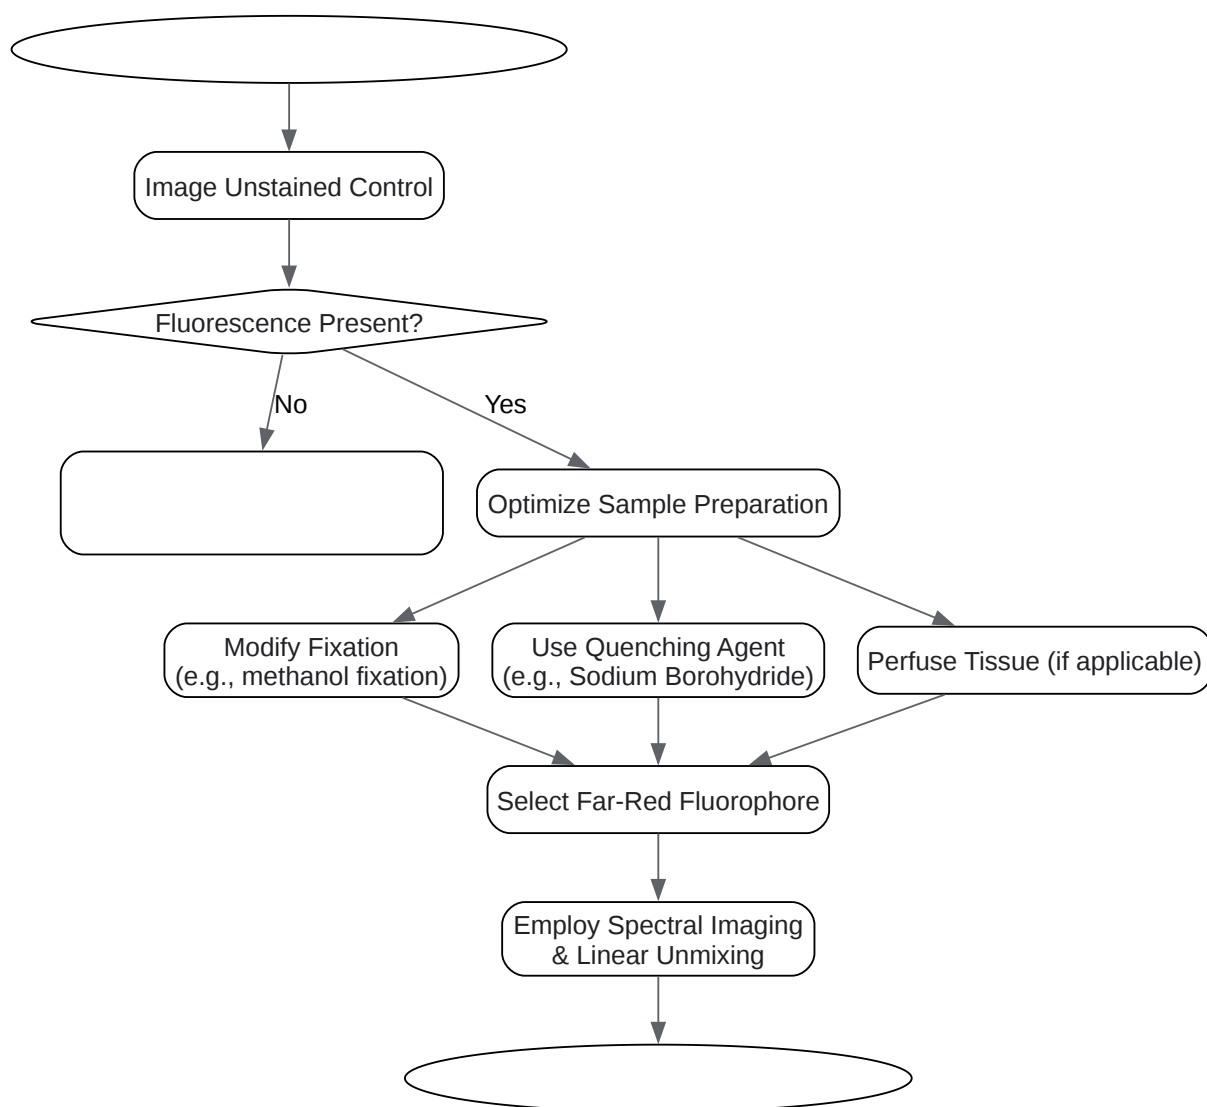 Image Unstained Control
Fluorescence Present?
No
Yes
Optimize Sample Preparation
Modify Fixation
(e.g., methanol fixation)
Use Quenching Agent
(e.g., Sodium Borohydride)
Perfuse Tissue (if applicable)
Select Far-Red Fluorophore
Employ Spectral Imaging
& Linear Unmixing